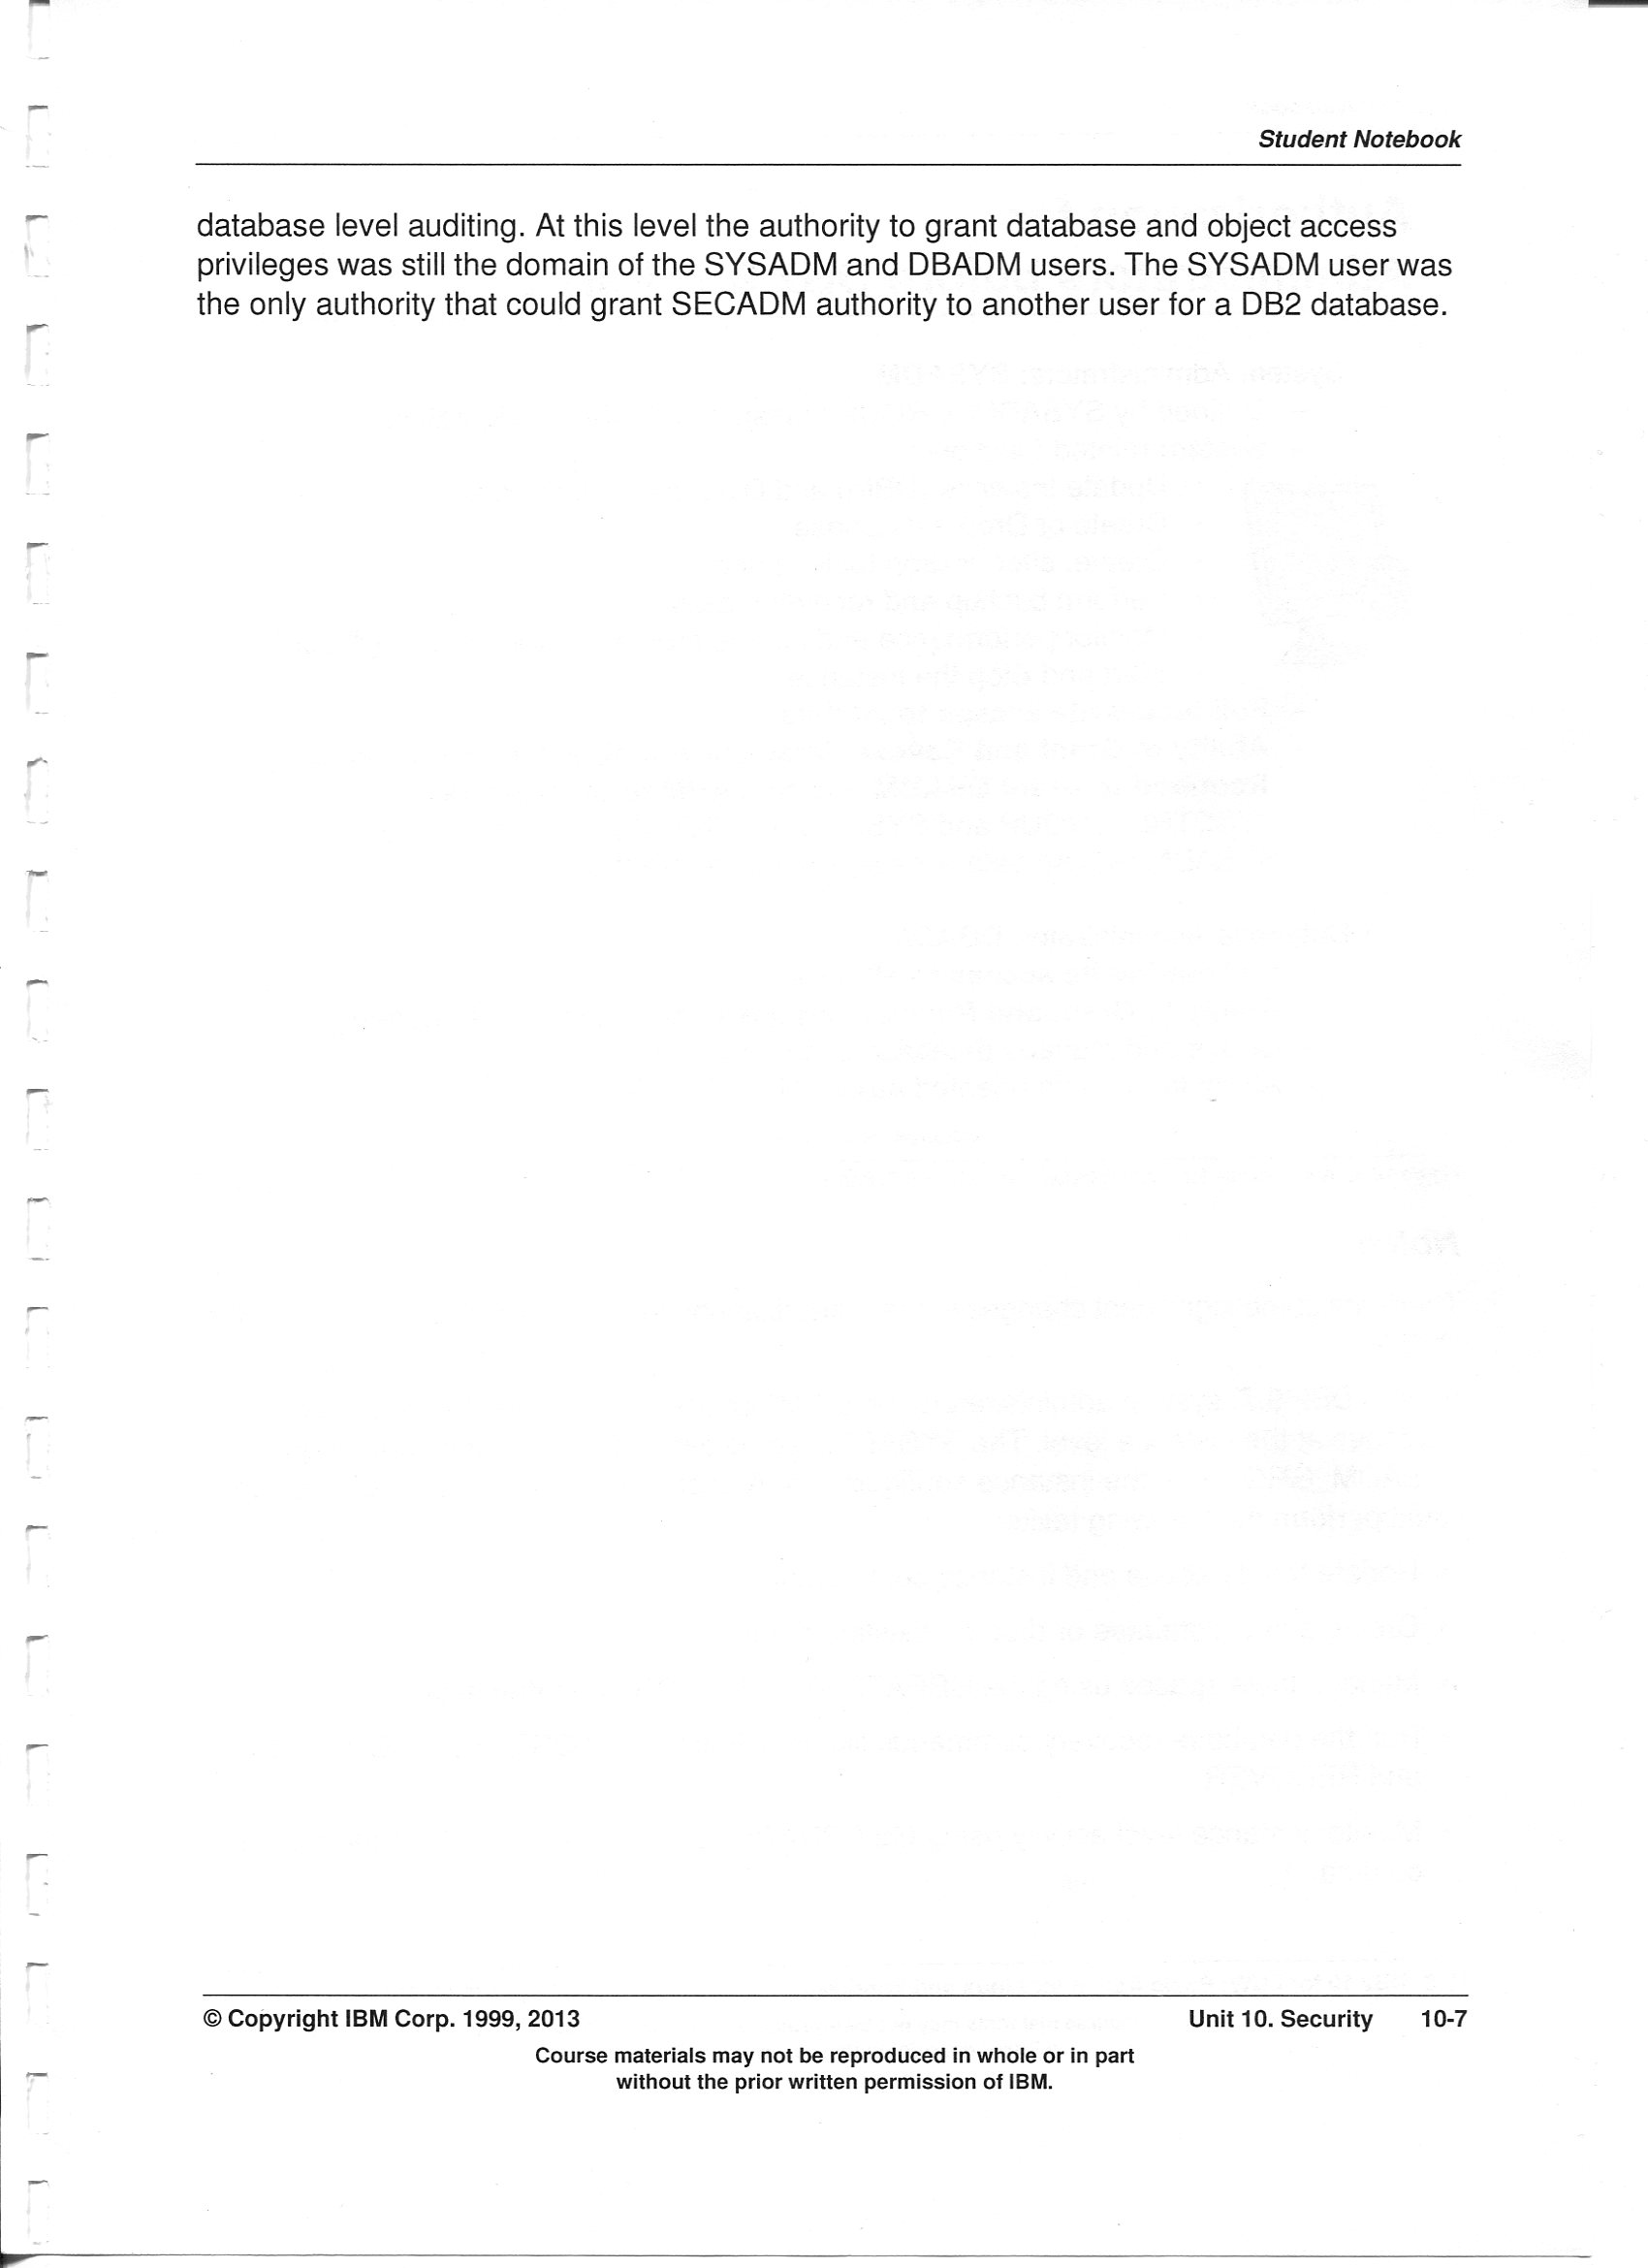 Student Notebook
database level auditing. At this level the authority to grant database and object access
privileges was still the domain of the SYSADM and DBADM users. The SYSADM user was
the only authority that could grant SECADM authority to another user for a DB2 database.
© Copyright IBM Corp. 1999, 2013 Unit 10. Security 10-7
Course materials may not be reproduced in whole or in part
without the prior written permission of IBM.